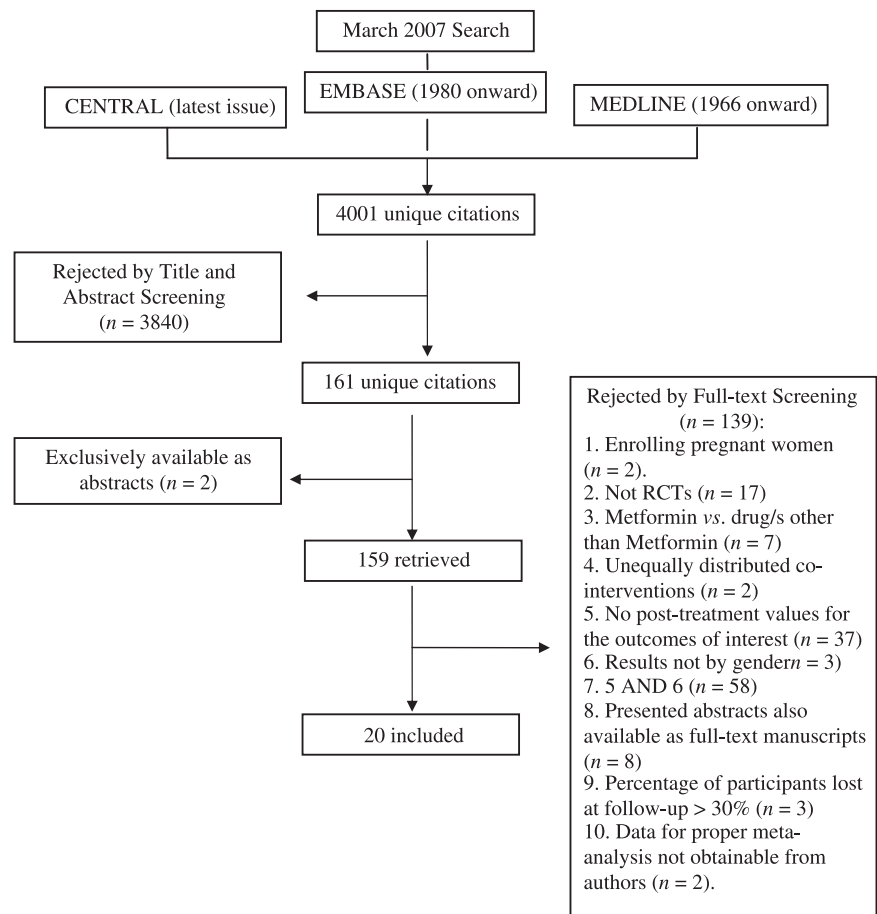 March 2007 Search
CENTRAL (latest issue)
EMBASE (1980 onward)
MEDLINE (1966 onward)
4001 unique citations
Rejected by Title and
Abstract Screening
(n = 3840)
161 unique citations
Exclusively available as
abstracts (n = 2)
159 retrieved
20 included
Rejected by Full-text Screening
(n = 139):
1. Enrolling pregnant women
(n = 2).
2. Not RCTs (n = 17)
3. Metformin vs. drug/s other
than Metformin (n = 7)
4. Unequally distributed co-
interventions (n = 2)
5. No post-treatment values for
the outcomes of interest (n = 37)
6. Results not by gendern = 3)
7. 5 AND 6 (n = 58)
8. Presented abstracts also
available as full-text manuscripts
(n = 8)
9. Percentage of participants lost
at follow-up > 30% (n = 3)
10. Data for proper meta-
analysis not obtainable from
authors (n = 2).